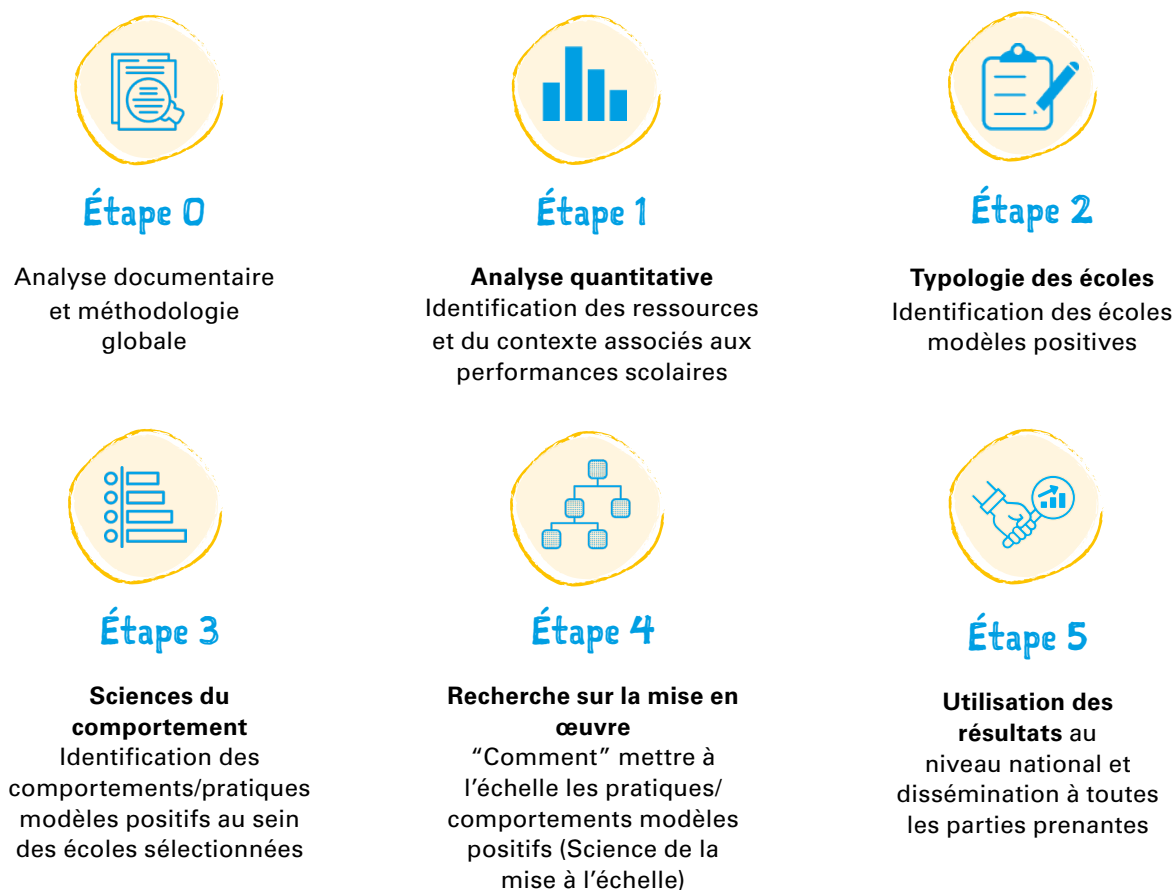 Étape 0
Analyse documentaire
et méthodologie
globale
Étape 1
Analyse quantitative
Identification des ressources
et du contexte associés aux
performances scolaires
Étape 2
Typologie des écoles
Identification des écoles
modèles positives
Étape 3
Sciences du
comportement
Identification des
comportements/pratiques
modèles positifs au sein
des écoles sélectionnées
Étape 4
Recherche sur la mise en
œuvre
“Comment” mettre à
l’échelle les pratiques/
comportements modèles
positifs (Science de la
mise à l’échelle)
Étape 5
Utilisation des
résultats au
niveau national et
dissémination à toutes
les parties prenantes